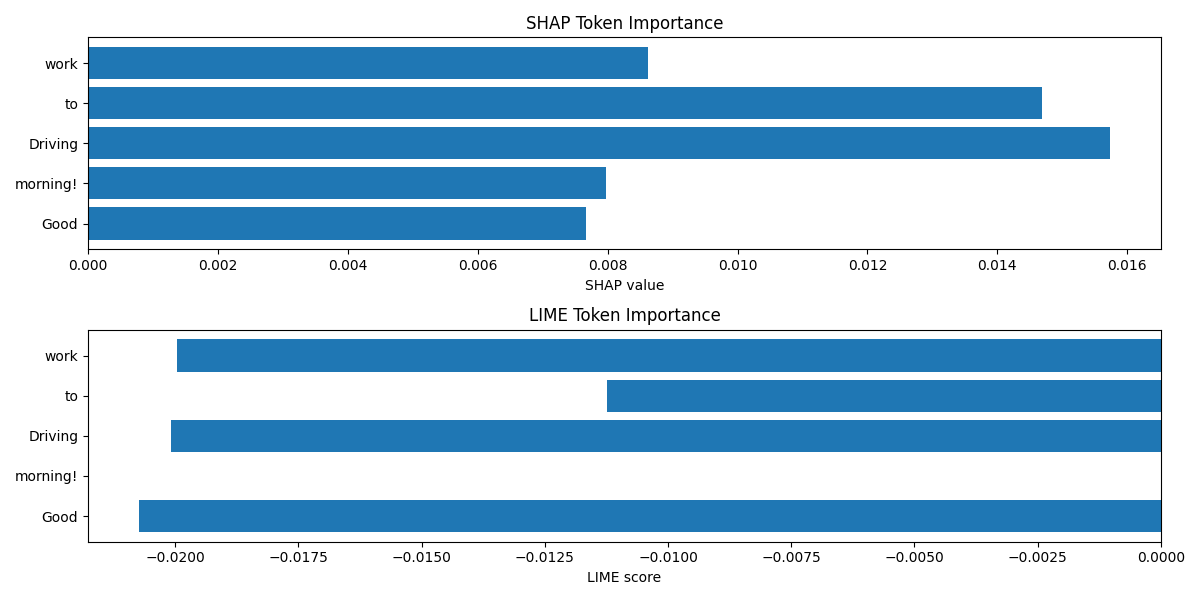 SHAP Token Importance
work
to
Driving
morning!
Good
0.000 0.002 0.004 0.006 0.008 0.010 0.012 0.014 0.016
SHAP value
LIME Token Importance
work
to
Driving
morning!
Good
−0.0200 −0.0175 −0.0150 −0.0125 −0.0100 −0.0075 −0.0050 −0.0025 0.0000
LIME score